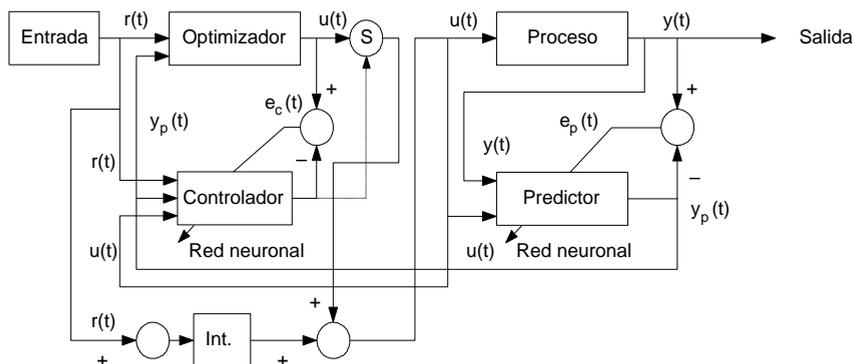 r(t)
u(t)
u(t)
y(t)
Entrada
Optimizador
S
Proceso
Salida
+
+
e_c(t)
e_p(t)
y_p(t)
y(t)
r(t)
–
–
Controlador
Predictor
y_p(t)
u(t)
Red neuronal
u(t)
Red neuronal
+
r(t)
Int.
+
+